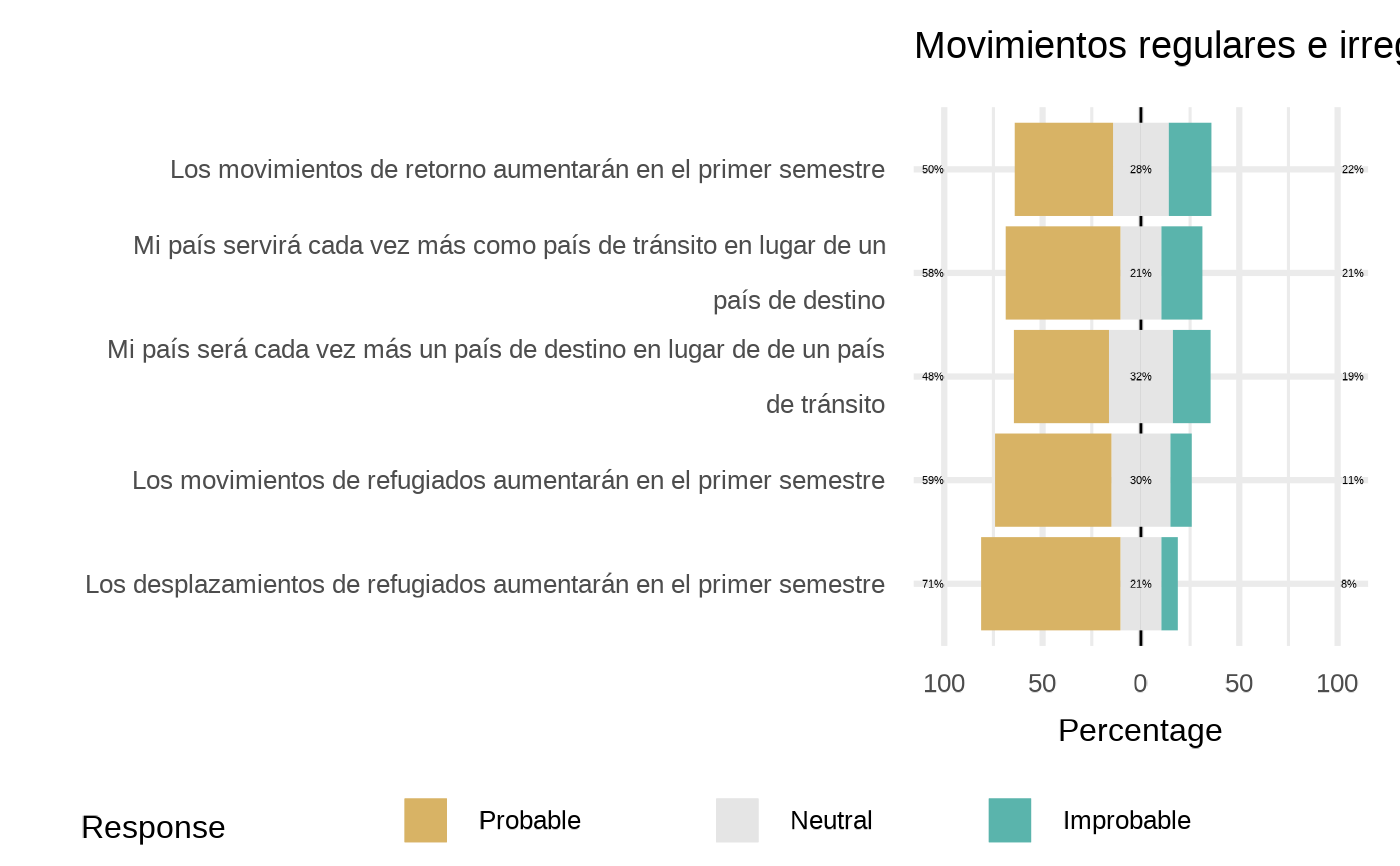 Movimientos regulares e irreg
Los movimientos de retorno aumentarán en el primer semestre
50% 28% 22%
Mi país servirá cada vez más como país de tránsito en lugar de un
país de destino
58% 21% 21%
Mi país será cada vez más un país de destino en lugar de de un país
de tránsito
48% 32% 19%
Los movimientos de refugiados aumentarán en el primer semestre
59% 30% 11%
Los desplazamientos de refugiados aumentarán en el primer semestre
71% 21% 8%
100 50 0 50 100
Percentage
Response Probable Neutral Improbable